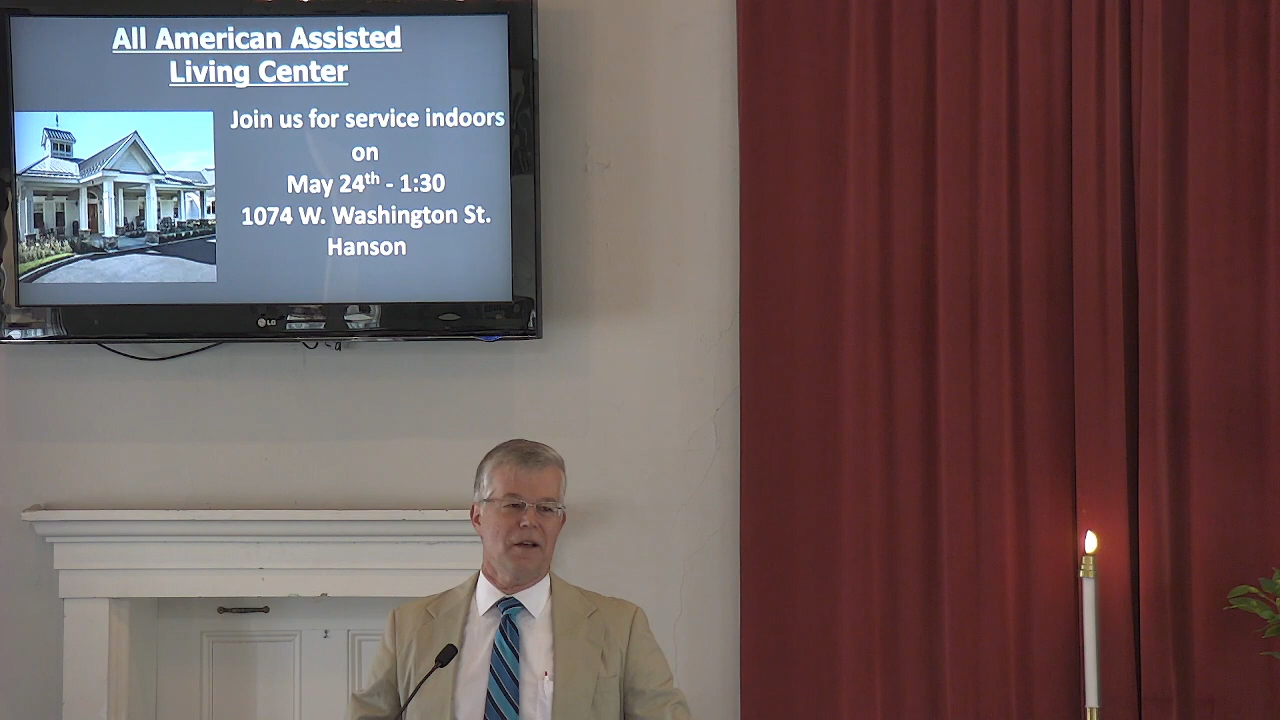 All American Assisted
Living Center
Join us for service indoors
on
May 24th - 1:30
1074 W. Washington St.
Hanson
LG